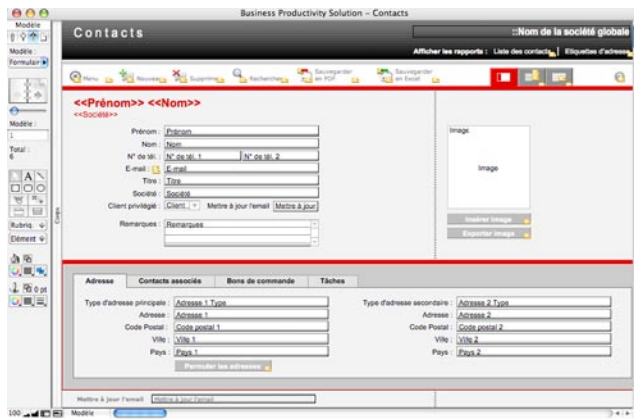 Business Productivity Solution – Contacts
Modèle
Contacts
::Nom de la société globale
Modèle :
Formulair
Afficher les rapports : Liste des contacts Etiquettes d'adresse
Menu Nouveau Supprimer Rechercher Sauvegarder en PDF Sauvegarder en Excel
<<Prénom>> <<Nom>>
<<Société>>
Modèle :
1
Total :
6
Prénom : Prénom
Nom : Nom
N° de tél. : N° de tél. 1 N° de tél. 2
E-mail : E-mail
Titre : Titre
Société : Société
Client privilégié : Client Mettre à jour l'email Mettre à jour
Remarques : Remarques
Image
Image
Insérer image
Exporter image
Corps
Rubriq.
Elément
0 pt
Adresse Contacts associés Bons de commande Tâches
Type d'adresse principale : Adresse 1 Type Type d'adresse secondaire : Adresse 2 Type
Adresse : Adresse 1 Adresse : Adresse 2
Code Postal : Code postal 1 Code Postal : Code postal 2
Ville : Ville 1 Ville : Ville 2
Pays : Pays 1 Pays : Pays 2
Permuter les adresses
Mettre à jour l'email Mettre à jour l'email
100 Modèle